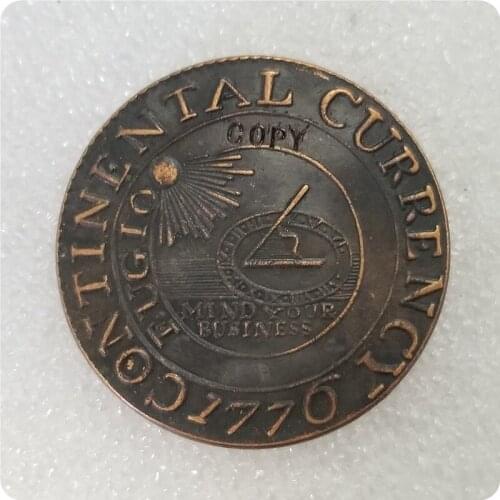 CONTINENTAL CURRENCY 1776
COPY
FUGIO
MIND YOUR
BUSINESS